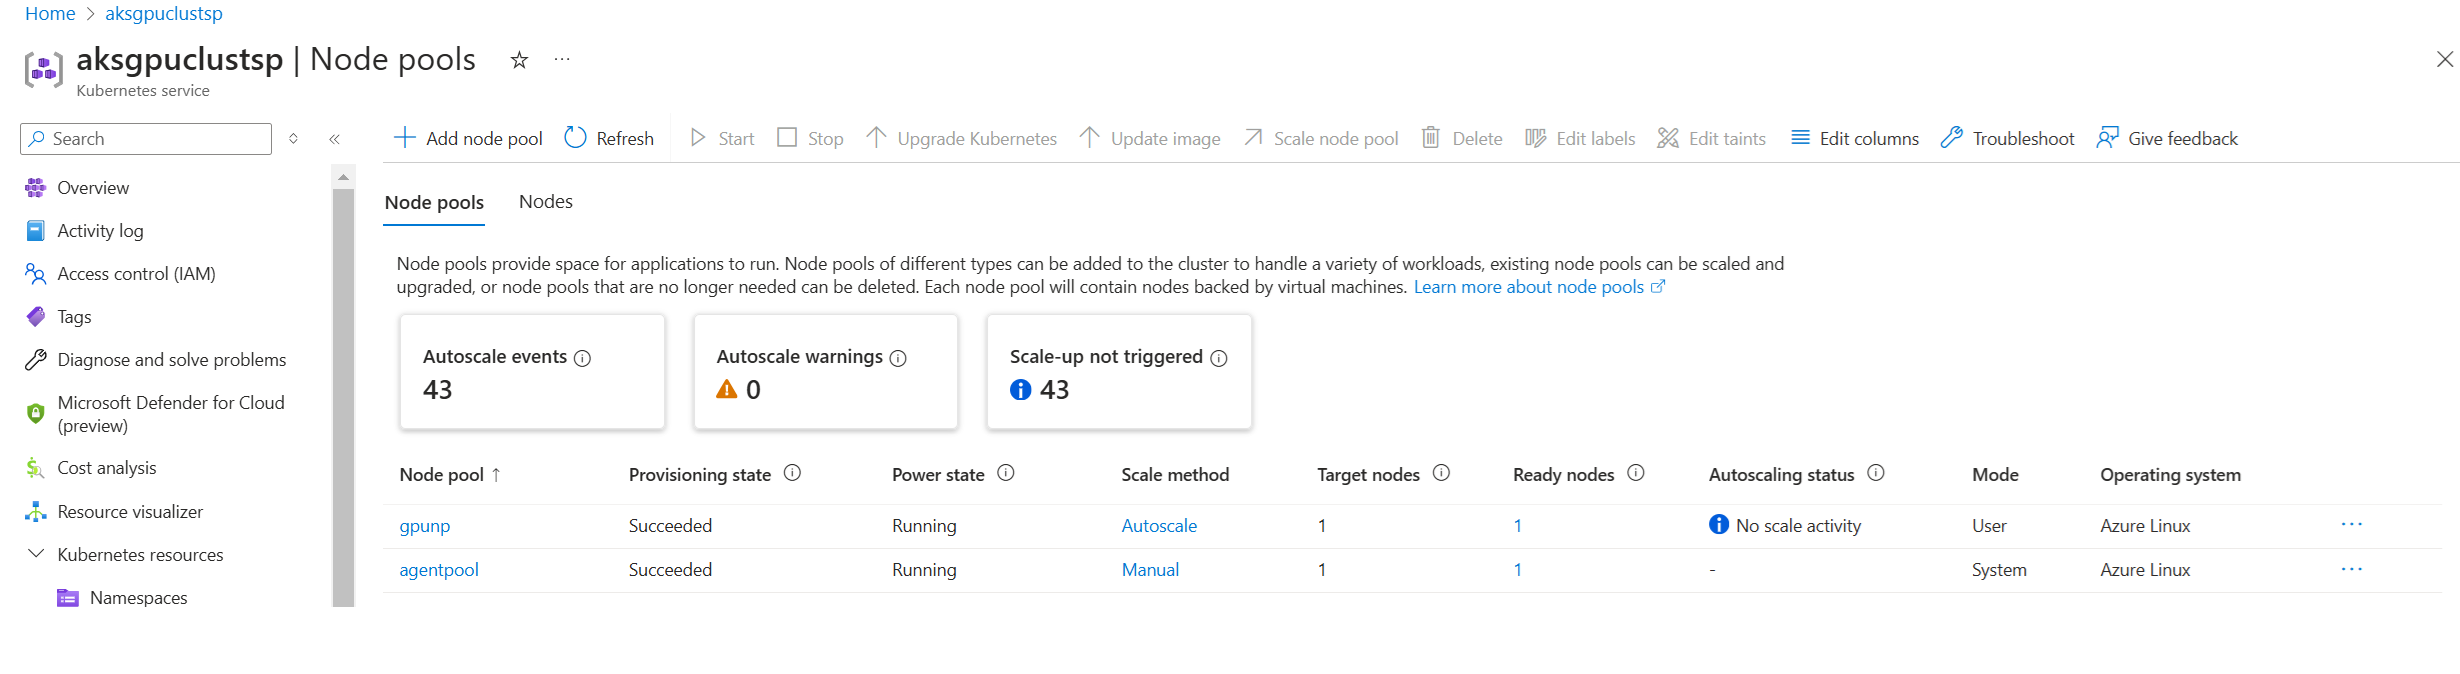 Home > aksgpuclustsp
aksgpuclustsp | Node pools
Kubernetes service
Search
Add node pool Refresh Start Stop Upgrade Kubernetes Update image Scale node pool Delete Edit labels Edit taints Edit columns Troubleshoot Give feedback
Overview
Activity log
Access control (IAM)
Tags
Diagnose and solve problems
Microsoft Defender for Cloud
(preview)
Cost analysis
Resource visualizer
Kubernetes resources
Namespaces
Node pools Nodes
Node pools provide space for applications to run. Node pools of different types can be added to the cluster to handle a variety of workloads, existing node pools can be scaled and
upgraded, or node pools that are no longer needed can be deleted. Each node pool will contain nodes backed by virtual machines. Learn more about node pools
Autoscale events
43
Autoscale warnings
0
Scale-up not triggered
43
Node pool ↑ Provisioning state Power state Scale method Target nodes Ready nodes Autoscaling status Mode Operating system
gpunp Succeeded Running Autoscale 1 1 No scale activity User Azure Linux ...
agentpool Succeeded Running Manual 1 1 - System Azure Linux ...